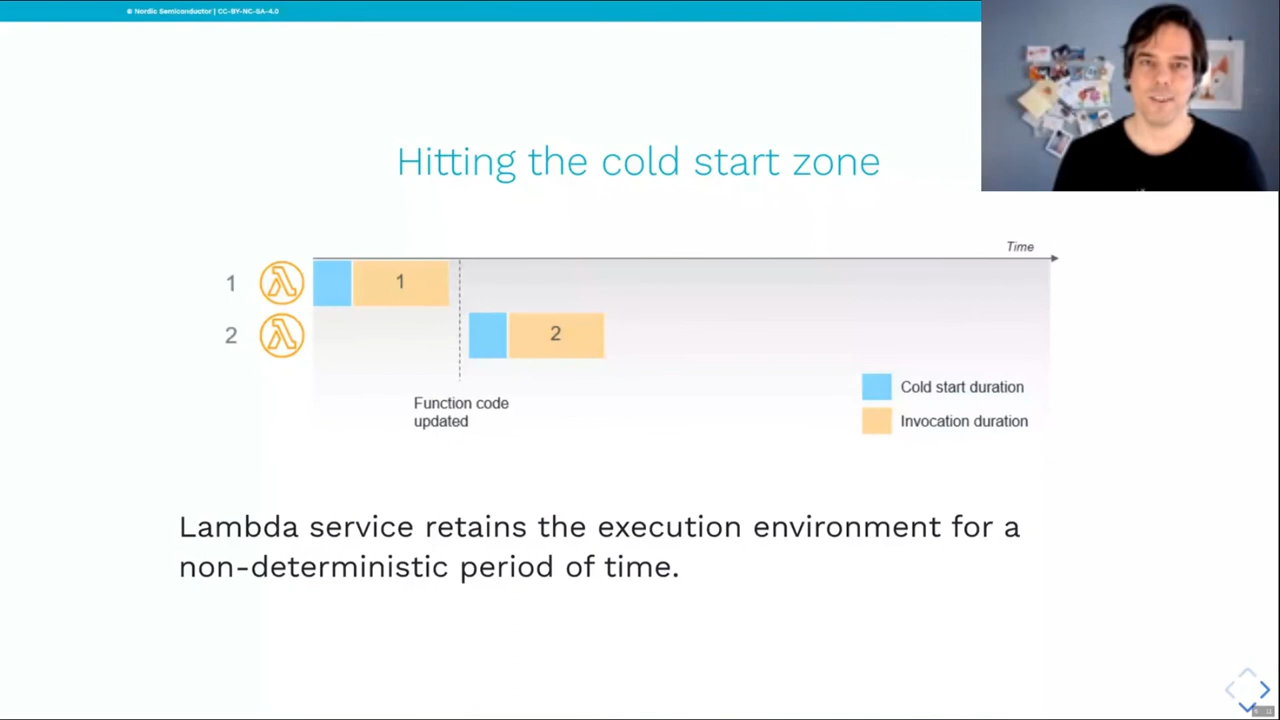 © Nordic Semiconductor | CC-BY-NC-SA-4.0
Hitting the cold start zone
Time
1
1
2
2
Function code
updated
Cold start duration
Invocation duration
Lambda service retains the execution environment for a
non-deterministic period of time.